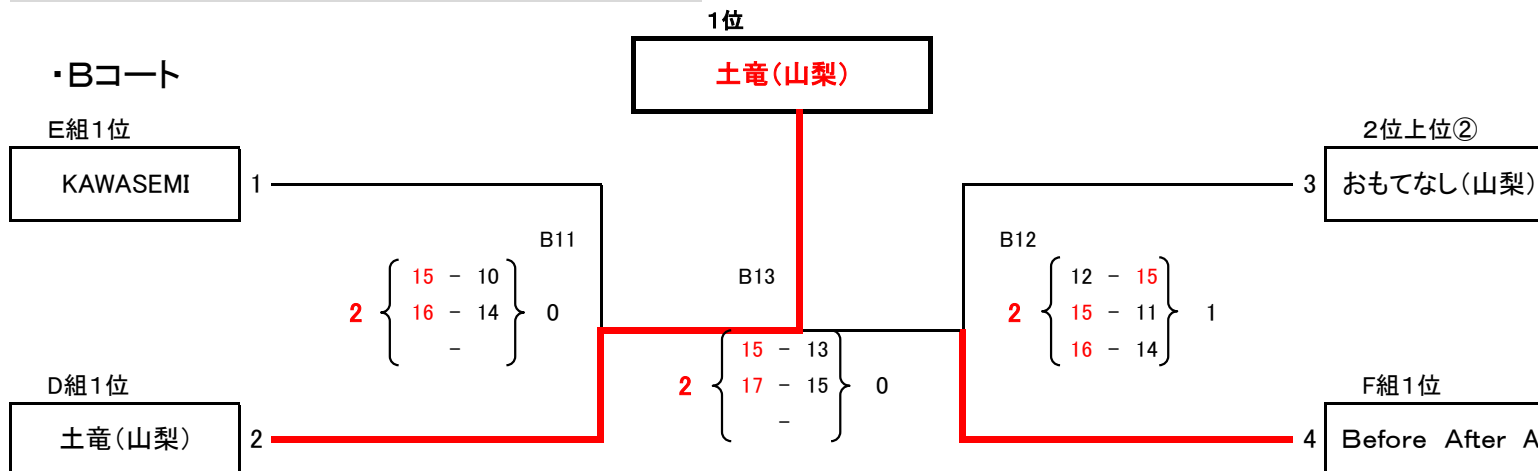 1位
土竜(山梨)
・Bコート
E組1位
KAWASEMI 1
2位上位②
3 おもてなし(山梨)
B11
2 { 15 - 10 } 0
16 - 14
-
B13
2 { 15 - 13 } 0
17 - 15
-
B12
2 { 12 - 15 } 1
15 - 11
16 - 14
D組1位
土竜(山梨) 2
F組1位
4 Before After